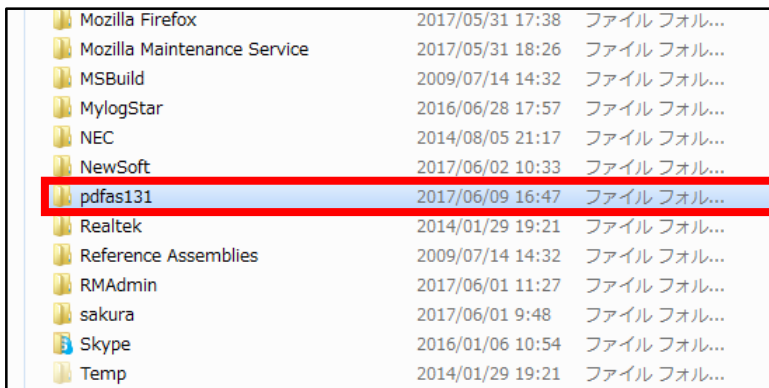 Mozilla Firefox 2017/05/31 17:38 ファイル フォル...
Mozilla Maintenance Service 2017/05/31 18:26 ファイル フォル...
MSBuild 2009/07/14 14:32 ファイル フォル...
MylogStar 2016/06/28 17:57 ファイル フォル...
NEC 2014/08/05 21:17 ファイル フォル...
NewSoft 2017/06/02 10:33 ファイル フォル...
pdfas131 2017/06/09 16:47 ファイル フォル...
Realtek 2014/01/29 19:21 ファイル フォル...
Reference Assemblies 2009/07/14 14:32 ファイル フォル...
RMAdmin 2017/06/01 11:27 ファイル フォル...
sakura 2017/06/01 9:48 ファイル フォル...
Skype 2016/01/06 10:54 ファイル フォル...
Temp 2014/01/29 19:21 ファイル フォル...